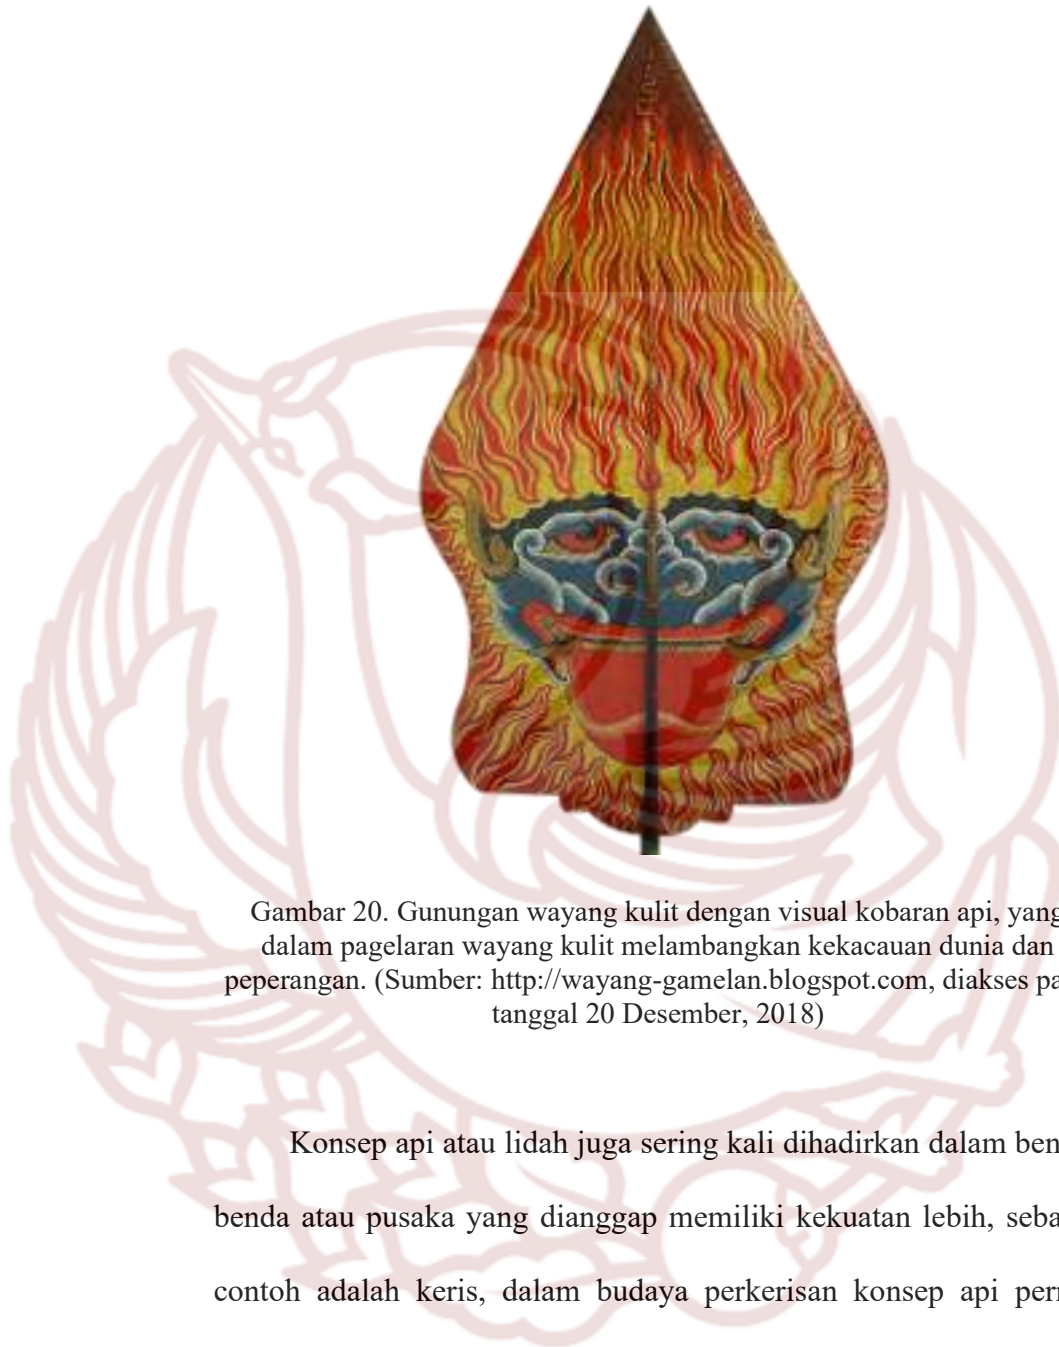 Gambar 20. Gunungan wayang kulit dengan visual kobaran api, yang
dalam pagelaran wayang kulit melambangkan kekacauan dunia dan
peperangan. (Sumber: http://wayang-gamelan.blogspot.com, diakses pa
tanggal 20 Desember, 2018)
Konsep api atau lidah juga sering kali dihadirkan dalam ben
benda atau pusaka yang dianggap memiliki kekuatan lebih, seba
contoh adalah keris, dalam budaya perkerisan konsep api pern